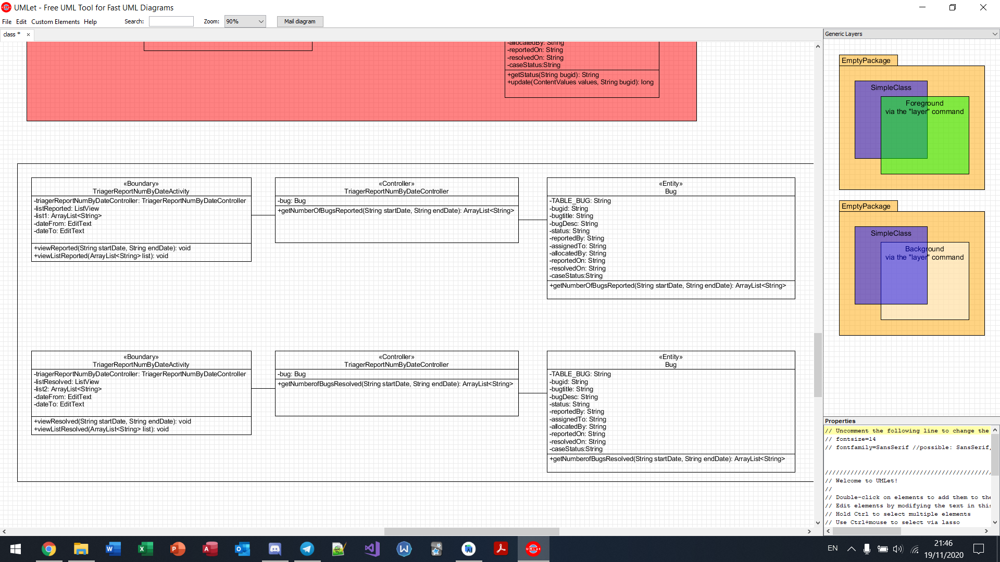 UMLet - Free UML Tool for Fast UML Diagrams
File Edit Custom Elements Help Search: Zoom: 90% Mail diagram
class *
-allocatedBy: String
-reportedOn: String
-resolvedOn: String
-caseStatus:String
+getStatus(String bugid): String
+update(ContentValues values, String bugid): long
«Boundary»
TriagerReportNumByDateActivity
-triagerReportNumByDateController: TriagerReportNumByDateController
-listReported: ListView
-list1: ArrayList<String>
-dateFrom: EditText
-dateTo: EditText
+viewReported(String startDate, String endDate): void
+viewListReported(ArrayList<String> list): void
«Controller»
TriagerReportNumByDateController
-bug: Bug
+getNumberOfBugsReported(String startDate, String endDate): ArrayList<String>
«Entity»
Bug
-TABLE_BUG: String
-bugid: String
-bugtitle: String
-bugDesc: String
-status: String
-reportedBy: String
-assignedTo: String
-allocatedBy: String
-reportedOn: String
-resolvedOn: String
-caseStatus:String
+getNumberOfBugsReported(String startDate, String endDate): ArrayList<String>
«Boundary»
TriagerReportNumByDateActivity
-triagerReportNumByDateController: TriagerReportNumByDateController
-listResolved: ListView
-list2: ArrayList<String>
-dateFrom: EditText
-dateTo: EditText
+viewResolved(String startDate, String endDate): void
+viewListResolved(ArrayList<String> list): void
«Controller»
TriagerReportNumByDateController
-bug: Bug
+getNumberofBugsResolved(String startDate, String endDate): ArrayList<String>
«Entity»
Bug
-TABLE_BUG: String
-bugid: String
-bugtitle: String
-bugDesc: String
-status: String
-reportedBy: String
-assignedTo: String
-allocatedBy: String
-reportedOn: String
-resolvedOn: String
-caseStatus:String
+getNumberofBugsResolved(String startDate, String endDate): ArrayList<String>
Generic Layers
EmptyPackage
SimpleClass
Foreground
via the "layer" command
EmptyPackage
SimpleClass
Background
via the "layer" command
Properties
// Uncomment the following line to change the
// fontsize=14
// fontfamily=SansSerif //possible: SansSerif,
//////////////////////////////////////////////
// Welcome to UMLet!
//
// Double-click on elements to add them to the
// Edit elements by modifying the text in this
// Hold Ctrl to select multiple elements
// Use Ctrl+mouse to select via lasso
EN
21:46
19/11/2020